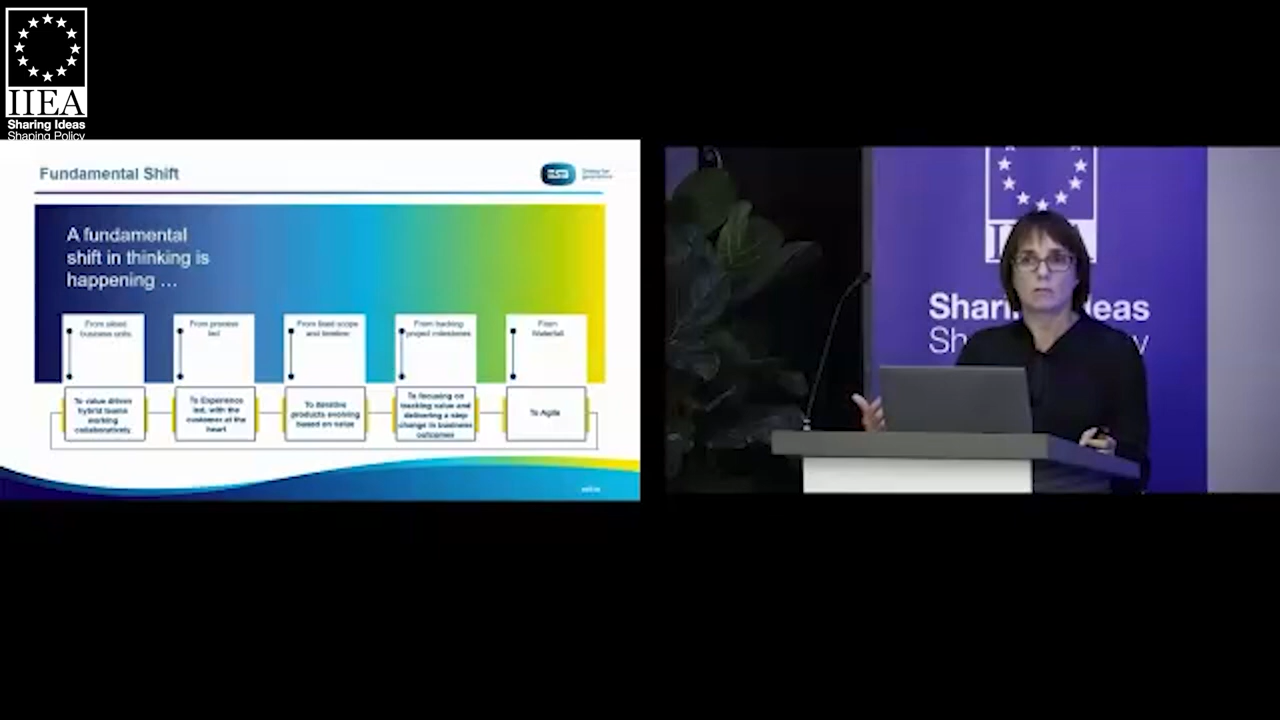 IIEA
Sharing Ideas
Shaping Policy
Fundamental Shift
ESB
A fundamental
shift in thinking is
happening ...
From siloed
business units
From process
led
From fixed scope
and timeline
From tracking
project milestones
From
Waterfall
To value driven
hybrid teams
working
collaboratively
To Experience
led, with the
customer at the
heart
To iterative
products evolving
based on value
To focusing on
tracking value and
delivering a step
change in business
outcomes
To Agile
Sharing Ideas